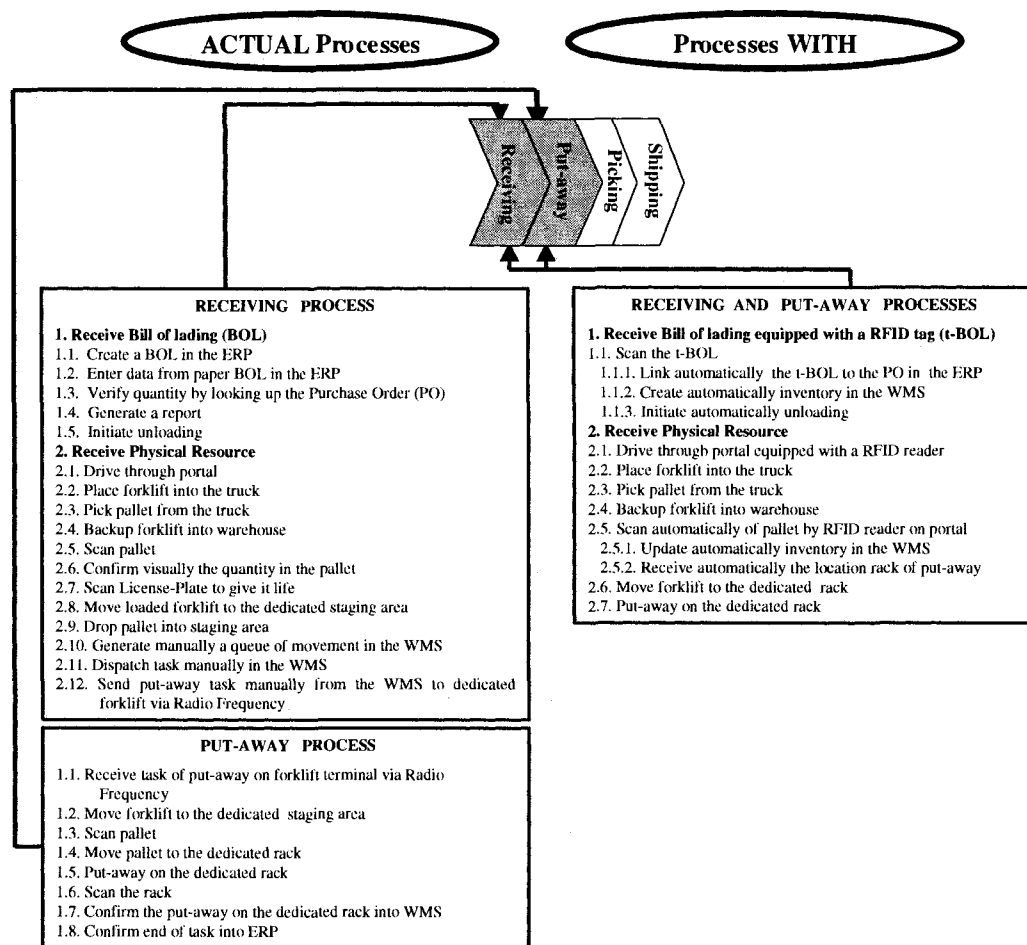 ACTUAL Processes
Processes WITH
Receiving
Put-away
Picking
Shipping
RECEIVING PROCESS
1. Receive Bill of lading (BOL)
1.1. Create a BOL in the ERP
1.2. Enter data from paper BOL in the ERP
1.3. Verify quantity by looking up the Purchase Order (PO)
1.4. Generate a report
1.5. Initiate unloading
2. Receive Physical Resource
2.1. Drive through portal
2.2. Place forklift into the truck
2.3. Pick pallet from the truck
2.4. Backup forklift into warehouse
2.5. Scan pallet
2.6. Confirm visually the quantity in the pallet
2.7. Scan License-Plate to give it life
2.8. Move loaded forklift to the dedicated staging area
2.9. Drop pallet into staging area
2.10. Generate manually a queue of movement in the WMS
2.11. Dispatch task manually in the WMS
2.12. Send put-away task manually from the WMS to dedicated
forklift via Radio Frequency
PUT-AWAY PROCESS
1.1. Receive task of put-away on forklift terminal via Radio
Frequency
1.2. Move forklift to the dedicated staging area
1.3. Scan pallet
1.4. Move pallet to the dedicated rack
1.5. Put-away on the dedicated rack
1.6. Scan the rack
1.7. Confirm the put-away on the dedicated rack into WMS
1.8. Confirm end of task into ERP
RECEIVING AND PUT-AWAY PROCESSES
1. Receive Bill of lading equipped with a RFID tag (t-BOL)
1.1. Scan the t-BOL
1.1.1. Link automatically the t-BOL to the PO in the ERP
1.1.2. Create automatically inventory in the WMS
1.1.3. Initiate automatically unloading
2. Receive Physical Resource
2.1. Drive through portal equipped with a RFID reader
2.2. Place forklift into the truck
2.3. Pick pallet from the truck
2.4. Backup forklift into warehouse
2.5. Scan automatically of pallet by RFID reader on portal
2.5.1. Update automatically inventory in the WMS
2.5.2. Receive automatically the location rack of put-away
2.6. Move forklift to the dedicated rack
2.7. Put-away on the dedicated rack